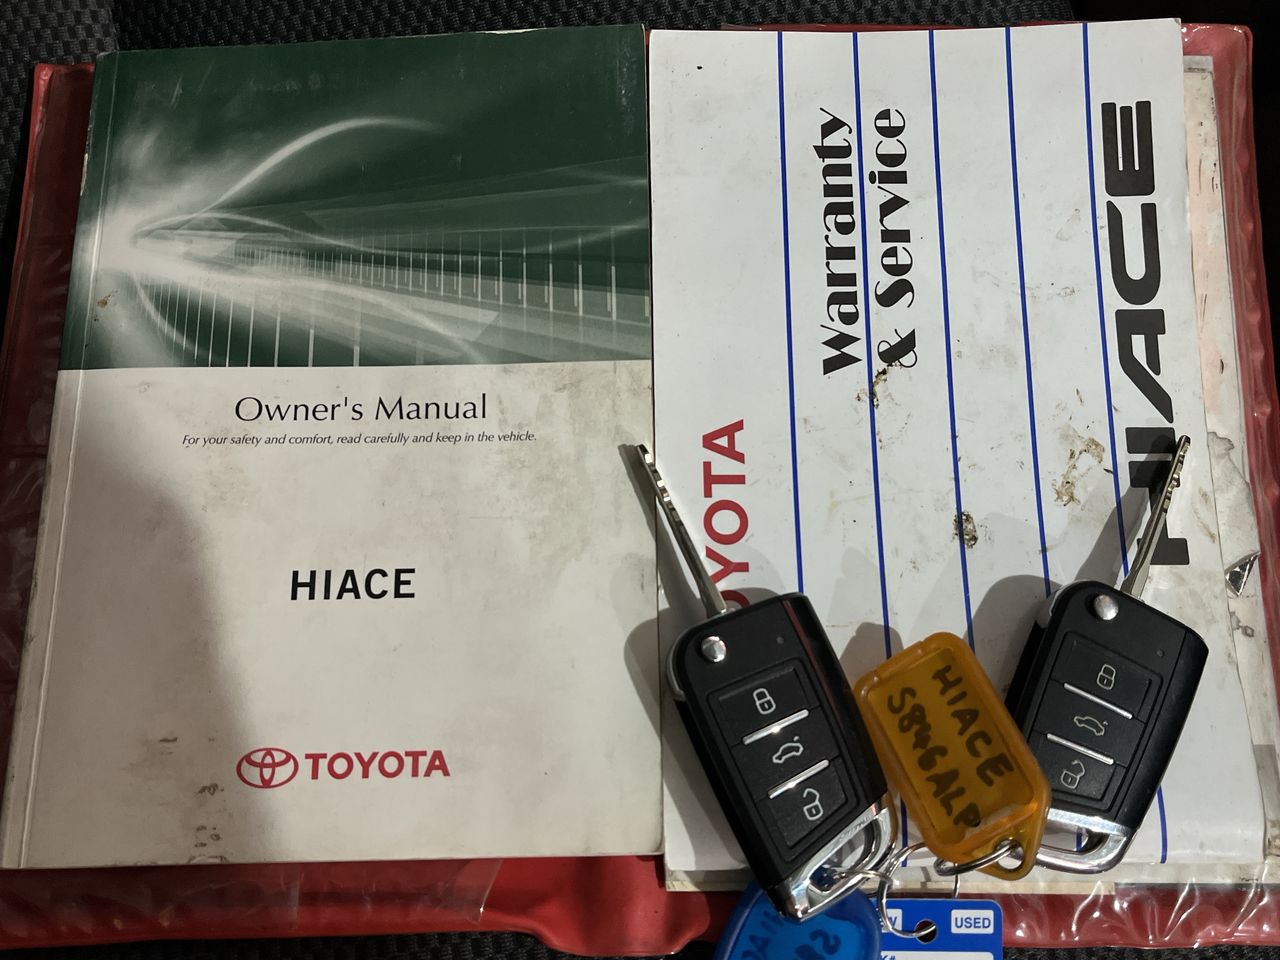 Owner's Manual
For your safety and comfort, read carefully and keep in the vehicle.
HIACE
TOYOTA
Warranty
& Service
TOYOTA
HIACE
HIACE
S846ALP
USED